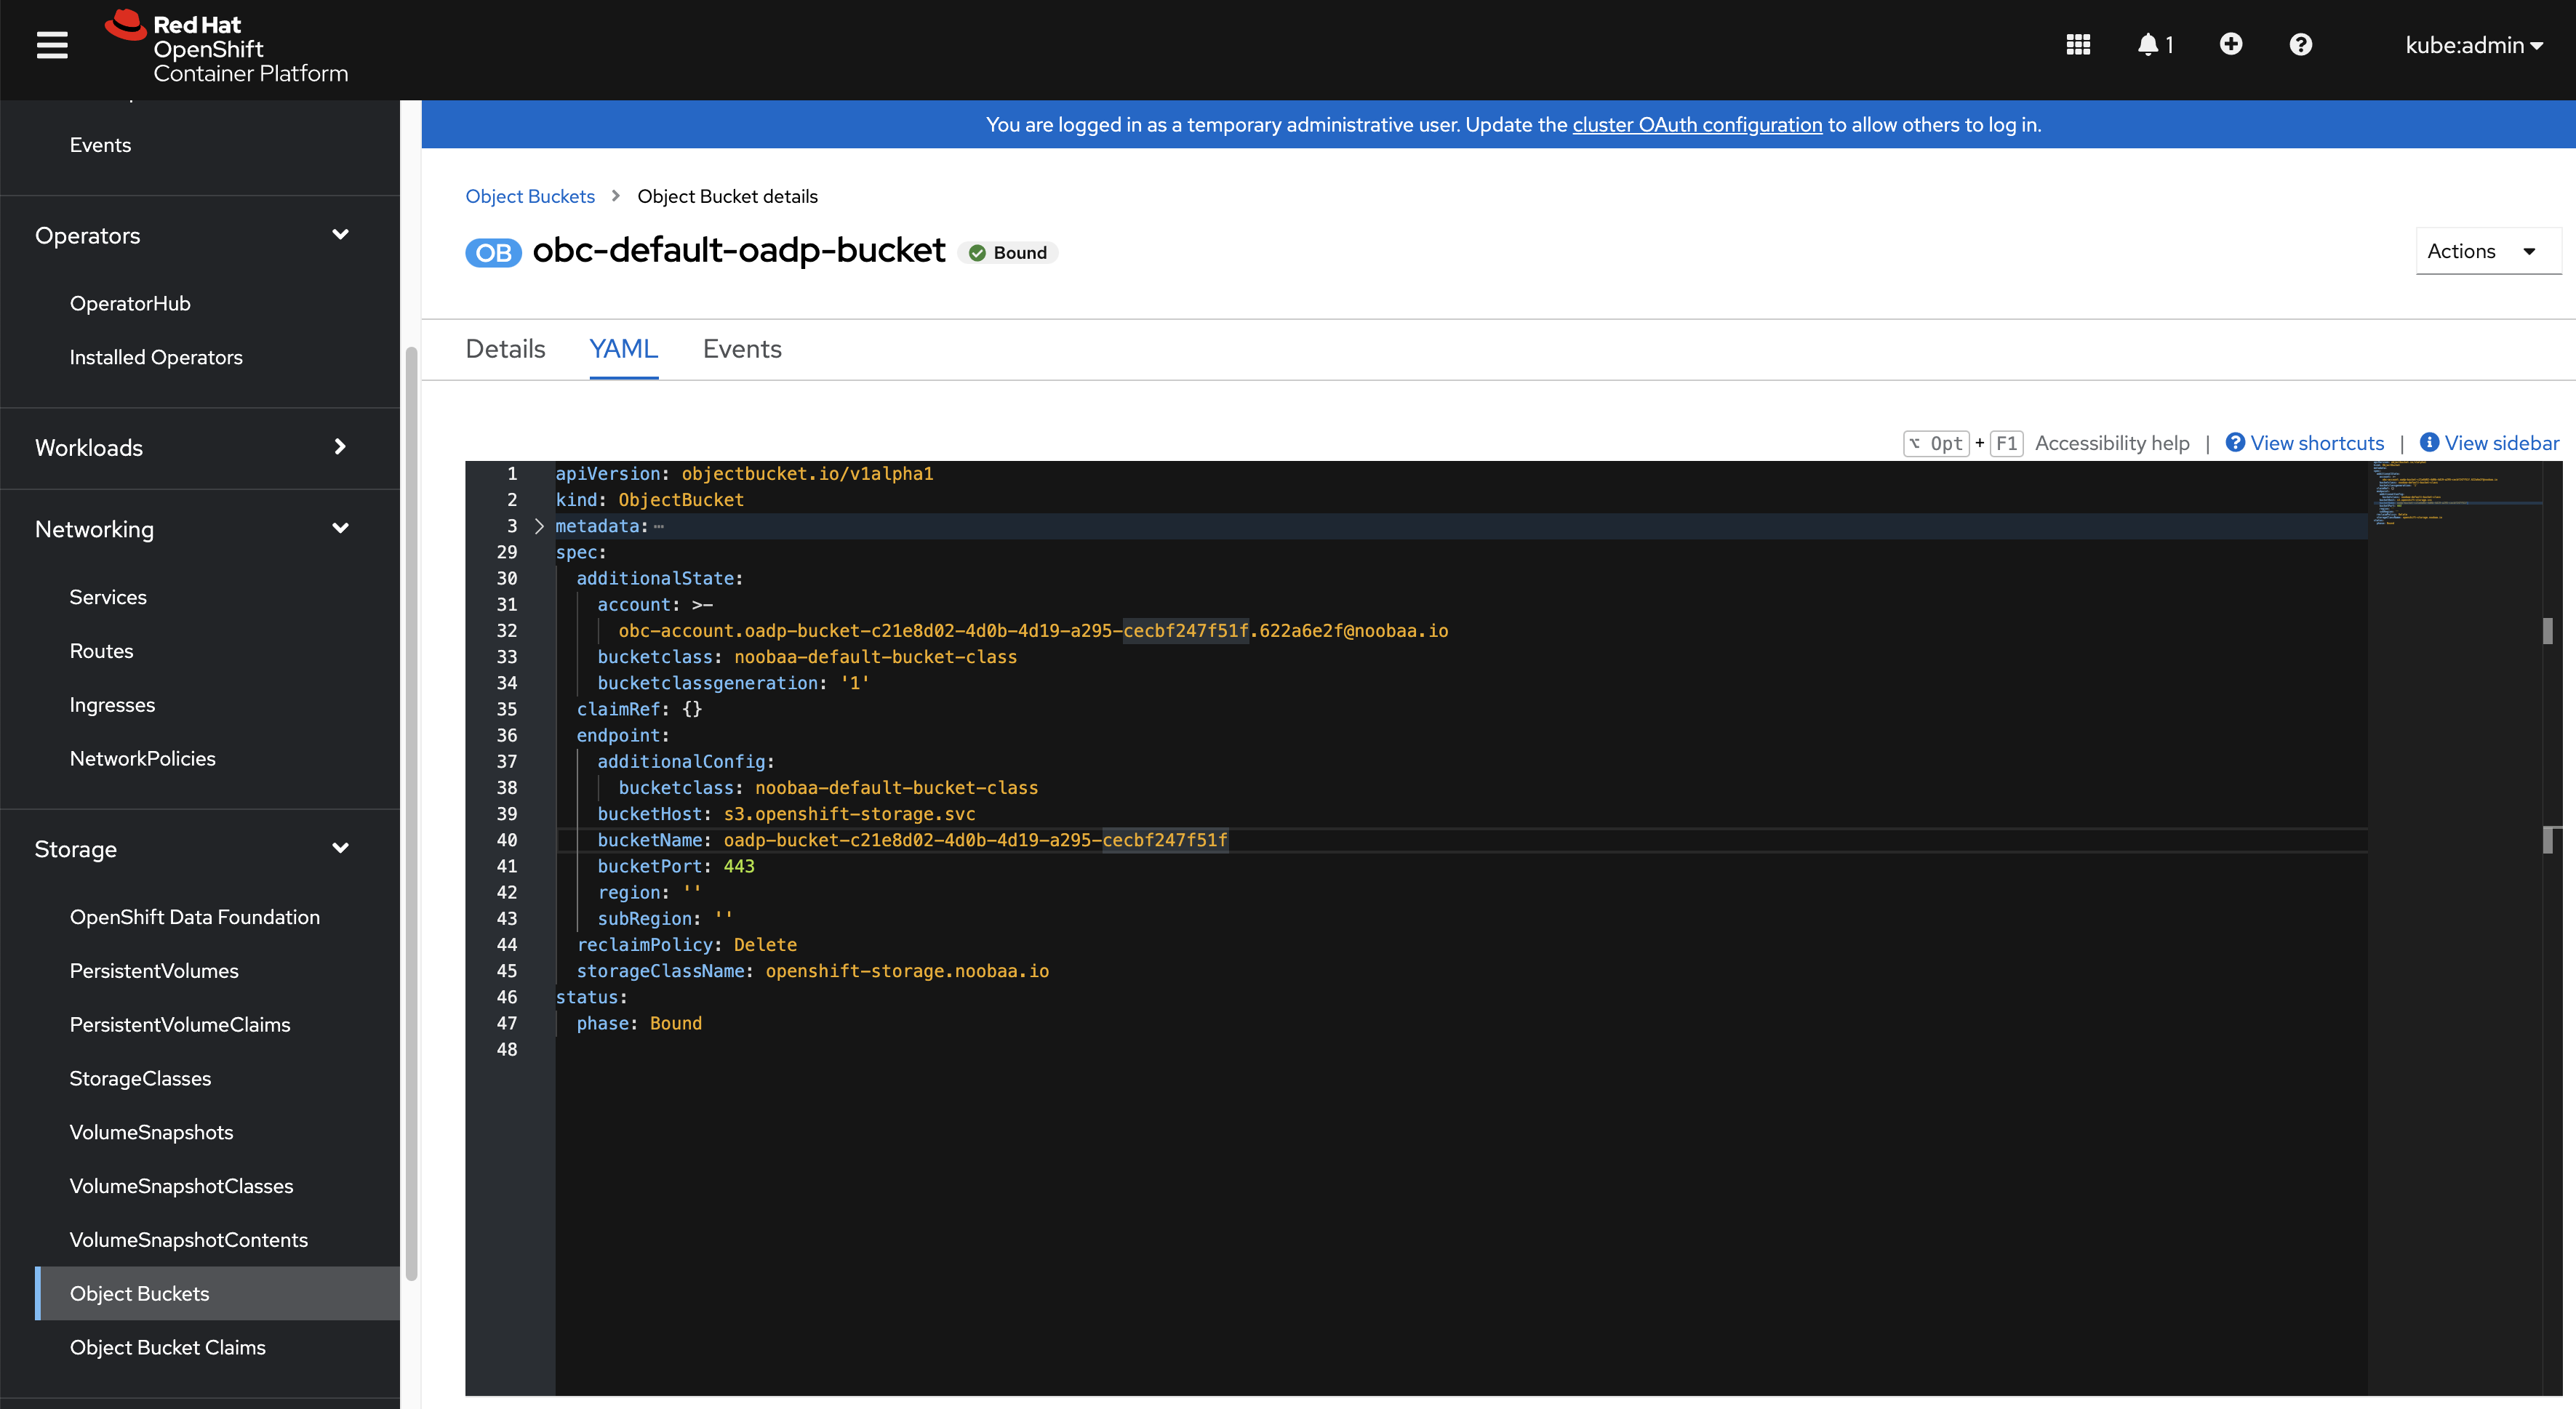 Red Hat
OpenShift
Container Platform
1
kube:admin
You are logged in as a temporary administrative user. Update the cluster OAuth configuration to allow others to log in.
Events
Operators
OperatorHub
Installed Operators
Workloads
Networking
Services
Routes
Ingresses
NetworkPolicies
Storage
OpenShift Data Foundation
PersistentVolumes
PersistentVolumeClaims
StorageClasses
VolumeSnapshots
VolumeSnapshotClasses
VolumeSnapshotContents
Object Buckets
Object Bucket Claims
Object Buckets > Object Bucket details
OB obc-default-oadp-bucket Bound
Actions
Details YAML Events
⌥ Opt + F1 Accessibility help | View shortcuts | View sidebar
1 apiVersion: objectbucket.io/v1alpha1
2 kind: ObjectBucket
3 > metadata: ⋯
29 spec:
30 additionalState:
31 account: >-
32 obc-account.oadp-bucket-c21e8d02-4d0b-4d19-a295-cecbf247f51f.622a6e2f@noobaa.io
33 bucketclass: noobaa-default-bucket-class
34 bucketclassgeneration: '1'
35 claimRef: {}
36 endpoint:
37 additionalConfig:
38 bucketclass: noobaa-default-bucket-class
39 bucketHost: s3.openshift-storage.svc
40 bucketName: oadp-bucket-c21e8d02-4d0b-4d19-a295-cecbf247f51f
41 bucketPort: 443
42 region: ''
43 subRegion: ''
44 reclaimPolicy: Delete
45 storageClassName: openshift-storage.noobaa.io
46 status:
47 phase: Bound
48